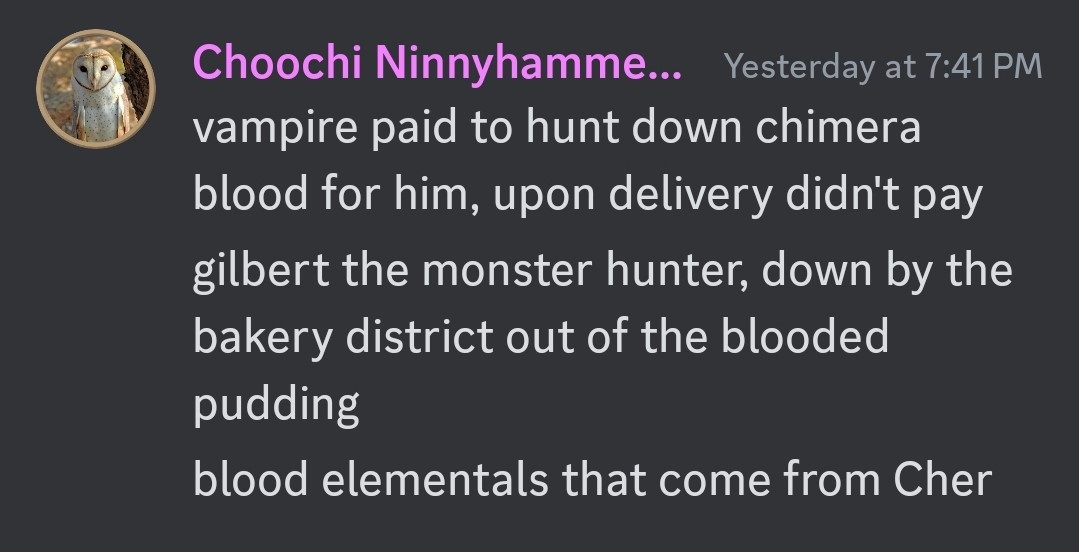 Choochi Ninnyhamme... Yesterday at 7:41 PM
vampire paid to hunt down chimera
blood for him, upon delivery didn't pay
gilbert the monster hunter, down by the
bakery district out of the blooded
pudding
blood elementals that come from Cher